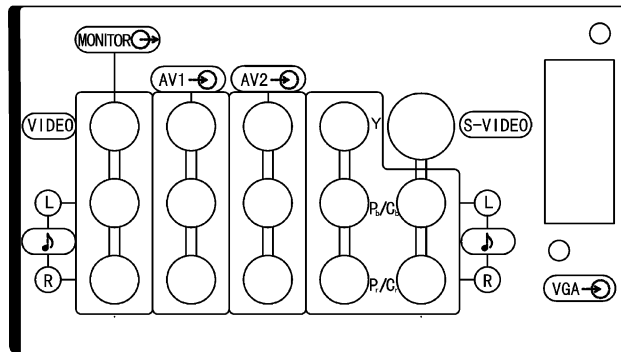 MONITOR
AV1
AV2
VIDEO
Y
S-VIDEO
L
Pb/Cb
L
R
Pr/Cr
R
VGA